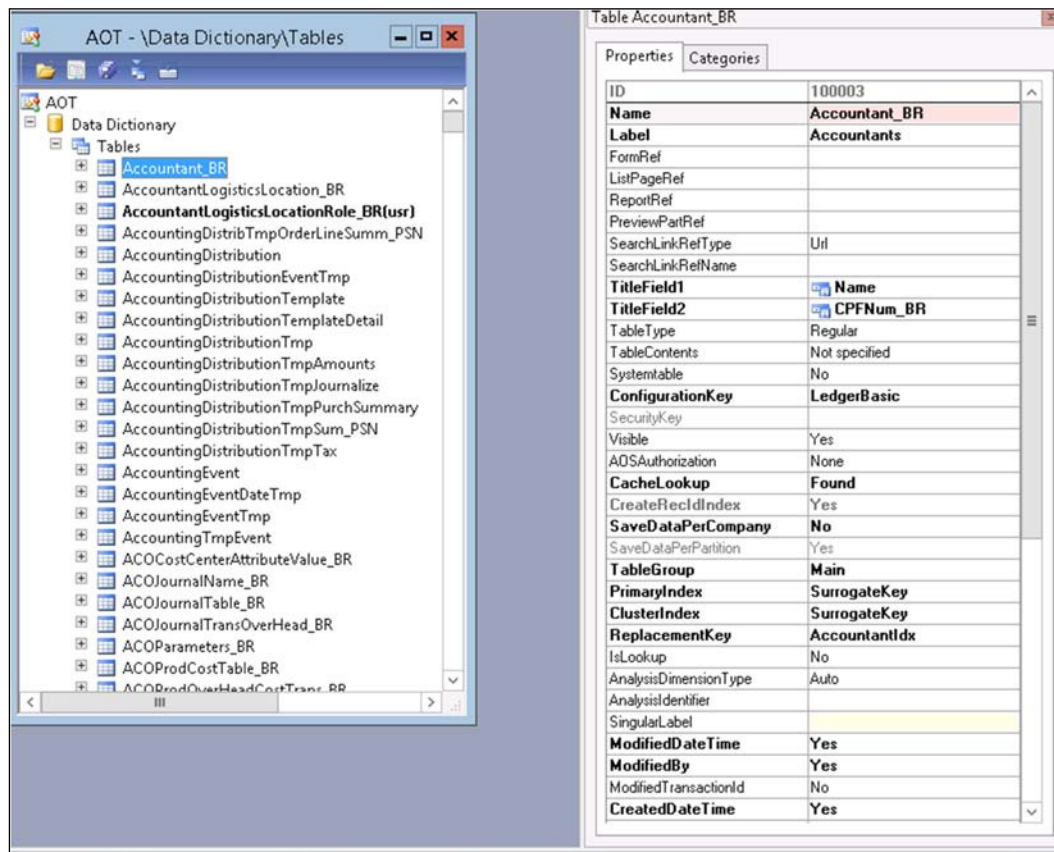 AOT - \Data Dictionary\Tables
AOT
Data Dictionary
Tables
Accountant_BR
AccountantLogisticsLocation_BR
AccountantLogisticsLocationRole_BR(usr)
AccountingDistribTmpOrderLineSumm_PSN
AccountingDistribution
AccountingDistributionEventTmp
AccountingDistributionTemplate
AccountingDistributionTemplateDetail
AccountingDistributionTmp
AccountingDistributionTmpAmounts
AccountingDistributionTmpJournalize
AccountingDistributionTmpPurchSummary
AccountingDistributionTmpSum_PSN
AccountingDistributionTmpTax
AccountingEvent
AccountingEventDateTmp
AccountingEventTmp
AccountingTmpEvent
ACOCostCenterAttributeValue_BR
ACOJournalName_BR
ACOJournalTable_BR
ACOJournalTransOverHead_BR
ACOParameters_BR
ACOProdCostTable_BR
ACOProdOverHeadCostTrans_BR
Table Accountant_BR
Properties Categories
ID 100003
Name Accountant_BR
Label Accountants
FormRef
ListPageRef
ReportRef
PreviewPartRef
SearchLinkRefType Url
SearchLinkRefName
TitleField1 Name
TitleField2 CPFNum_BR
TableType Regular
TableContents Not specified
Systemtable No
ConfigurationKey LedgerBasic
SecurityKey
Visible Yes
AOSAuthorization None
CacheLookup Found
CreateRecIdIndex Yes
SaveDataPerCompany No
SaveDataPerPartition Yes
TableGroup Main
PrimaryIndex SurrogateKey
ClusterIndex SurrogateKey
ReplacementKey AccountantIdx
IsLookup No
AnalysisDimensionType Auto
AnalysisIdentifier
SingularLabel
ModifiedDateTime Yes
ModifiedBy Yes
ModifiedTransactionId No
CreatedDateTime Yes